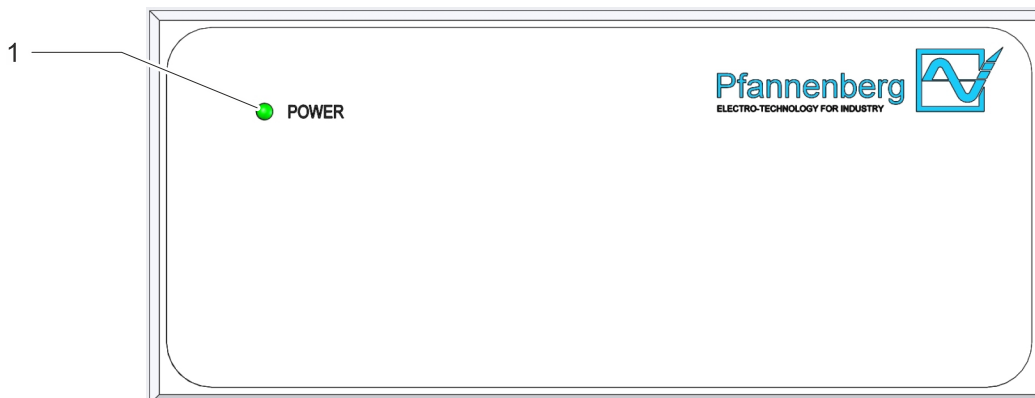 1
POWER
Pfannenberg
ELECTRO-TECHNOLOGY FOR INDUSTRY